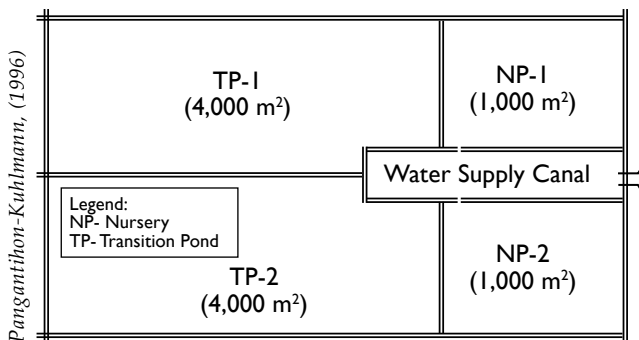 Pangantihon-Kuhlmann, (1996)
TP-1
(4,000 m²)
NP-1
(1,000 m²)
Water Supply Canal
Legend:
NP- Nursery
TP- Transition Pond
TP-2
(4,000 m²)
NP-2
(1,000 m²)